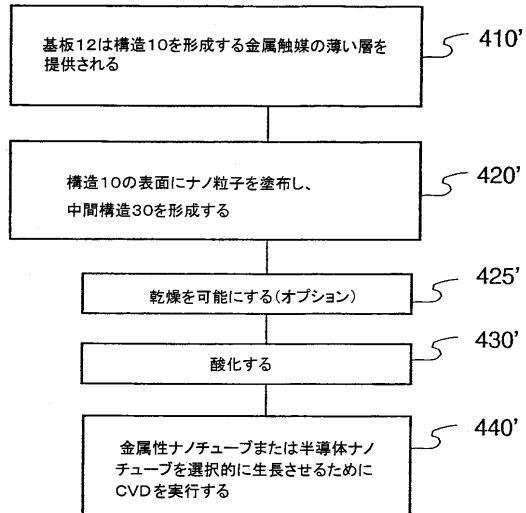 基板12は構造10を形成する金属触媒の薄い層を
提供される
410'
構造10の表面にナノ粒子を塗布し、
中間構造30を形成する
420'
乾燥を可能にする(オプション)
425'
酸化する
430'
金属性ナノチューブまたは半導体ナノ
チューブを選択的に生長させるために
CVDを実行する
440'